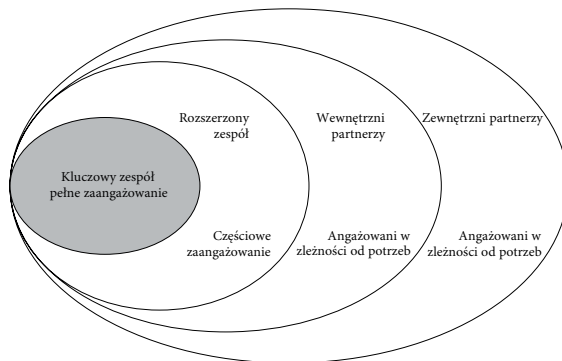 Rozszerzony
zespół
Wewnętrzni
partnerzy
Zewnętrzni partnerzy
Kluczowy zespół
pełne zaangażowanie
Częściowe
zaangażowanie
Angażowani w
zleżności od potrzeb
Angażowani w
zleżności od potrzeb